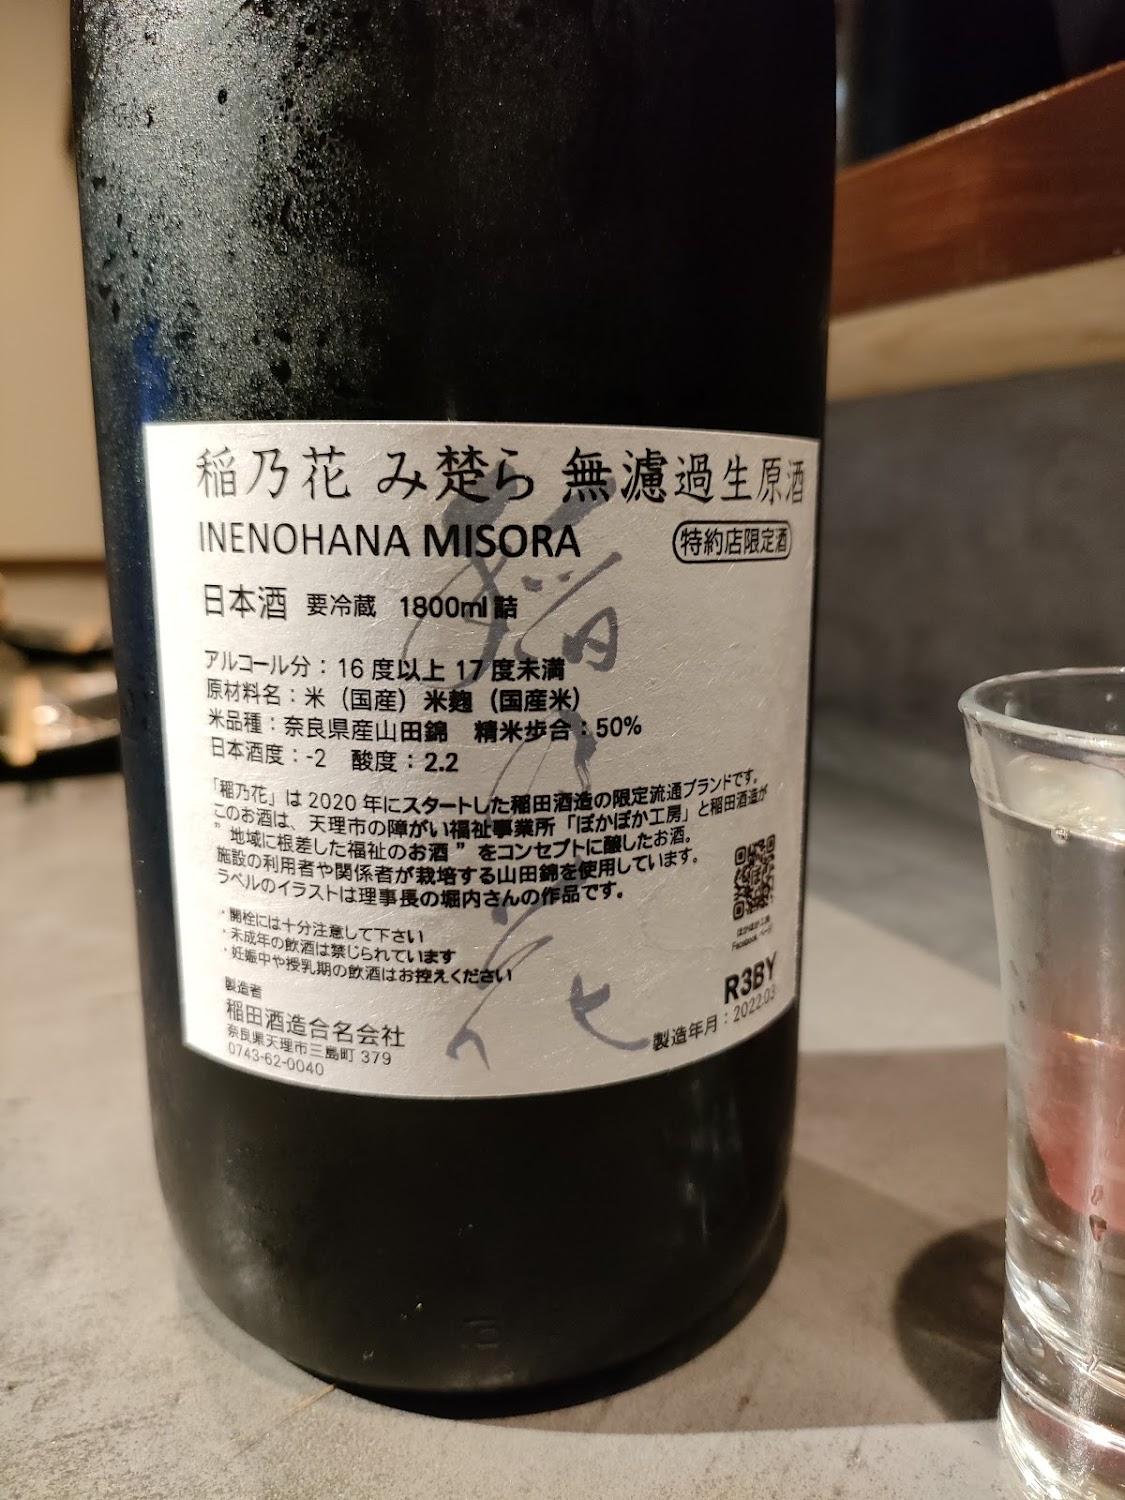 稲乃花 み楚ら 無濾過生原酒
INENOHANA MISORA
特約店限定酒
日本酒 要冷蔵 1800ml 詰
アルコール分：16 度以上 17 度未満
原材料名：米（国産）米麹（国産米）
米品種：奈良県産山田錦 精米歩合：50%
日本酒度：-2 酸度：2.2
「稲乃花」は 2020 年にスタートした稲田酒造の限定流通ブランドです。
このお酒は、天理市の障がい福祉事業所「ぽかぽか工房」と稲田酒造が
”地域に根差した福祉のお酒 ” をコンセプトに醸したお酒。
施設の利用者や関係者が栽培する山田錦を使用しています。
ラベルのイラストは理事長の堀内さんの作品です。
ぽかぽか工房
Facebook ページ
・開栓には十分注意して下さい
・未成年の飲酒は禁じられています
・妊娠中や授乳期の飲酒はお控えください
R3BY
製造年月：2022.03
製造者
稲田酒造合名会社
奈良県天理市三島町 379
0743-62-0040
稲乃花